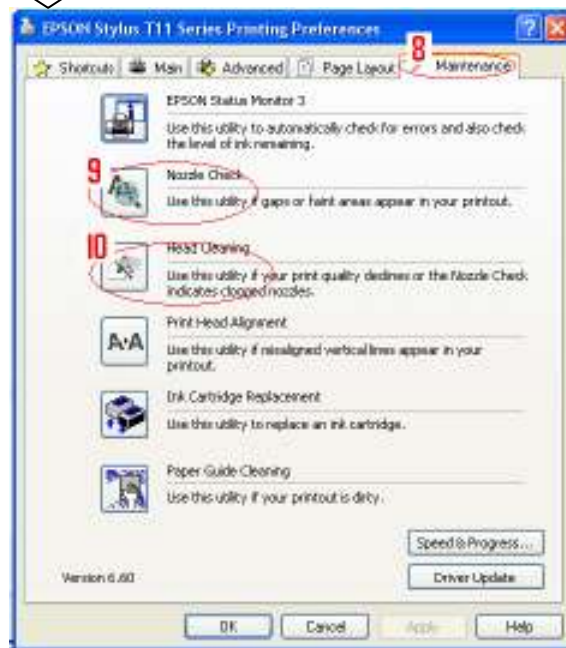 EPSON Stylus T11 Series Printing Preferences
8
Shortcuts Main Advanced Page Layout Maintenance
EPSON Status Monitor 3
Use this utility to automatically check for errors and also check
the level of ink remaining.
9
Nozzle Check
Use this utility if gaps or faint areas appear in your printout.
10
Head Cleaning
Use this utility if your print quality declines or the Nozzle Check
indicates clogged nozzles.
Print Head Alignment
Use this utility if misaligned vertical lines appear in your
printout.
Ink Cartridge Replacement
Use this utility to replace an ink cartridge.
Paper Guide Cleaning
Use this utility if your printout is dirty.
Speed & Progress...
Version 6.60
Driver Update
OK Cancel Apply Help